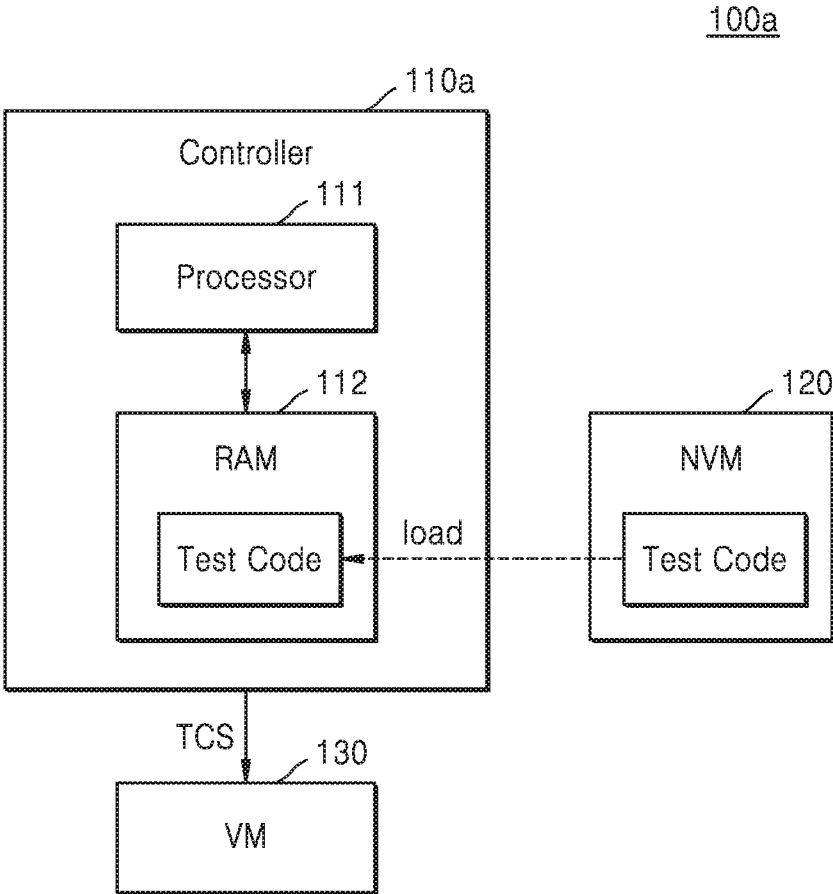 100a
110a
Controller
111
Processor
112
120
RAM
NVM
load
Test Code
Test Code
TCS
130
VM